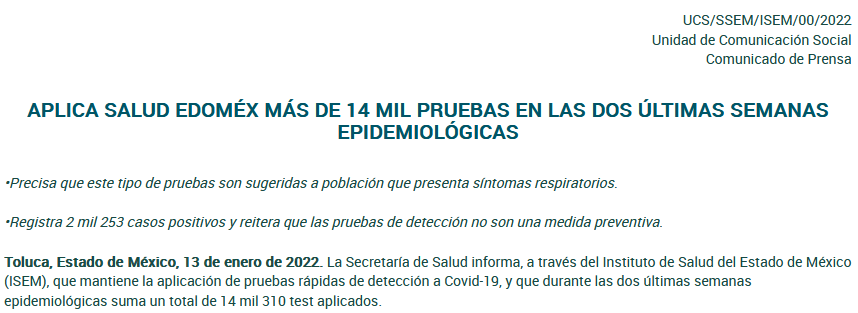 UCS/SSEM/ISEM/00/2022
Unidad de Comunicación Social
Comunicado de Prensa
APLICA SALUD EDOMÉX MÁS DE 14 MIL PRUEBAS EN LAS DOS ÚLTIMAS SEMANAS
EPIDEMIOLÓGICAS
•Precisa que este tipo de pruebas son sugeridas a población que presenta síntomas respiratorios.
•Registra 2 mil 253 casos positivos y reitera que las pruebas de detección no son una medida preventiva.
Toluca, Estado de México, 13 de enero de 2022. La Secretaría de Salud informa, a través del Instituto de Salud del Estado de México
(ISEM), que mantiene la aplicación de pruebas rápidas de detección a Covid-19, y que durante las dos últimas semanas
epidemiológicas suma un total de 14 mil 310 test aplicados.